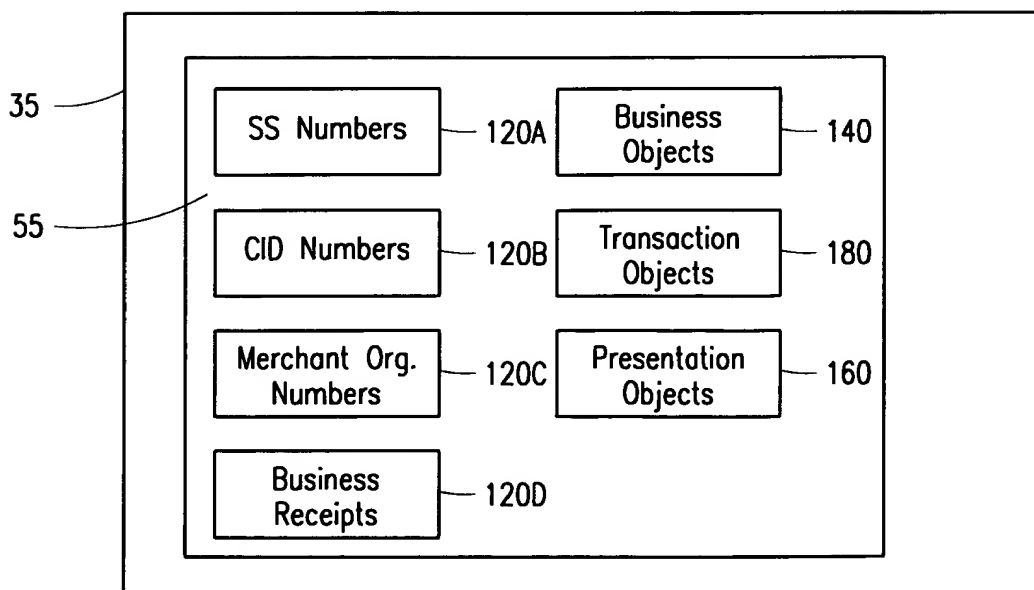 35
SS Numbers
120A
Business
Objects
140
55
CID Numbers
120B
Transaction
Objects
180
Merchant Org.
Numbers
120C
Presentation
Objects
160
Business
Receipts
120D